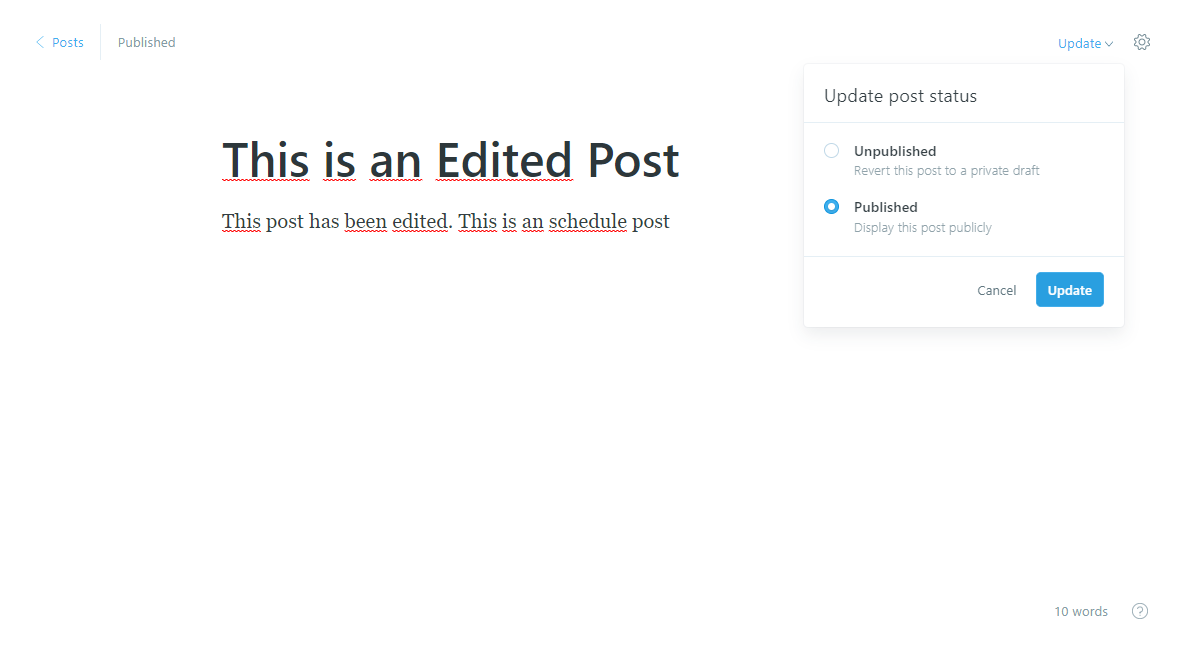 Posts
Published
Update
Update post status
Unpublished
Revert this post to a private draft
Published
Display this post publicly
Cancel
Update
This is an Edited Post
This post has been edited. This is an schedule post
10 words
?